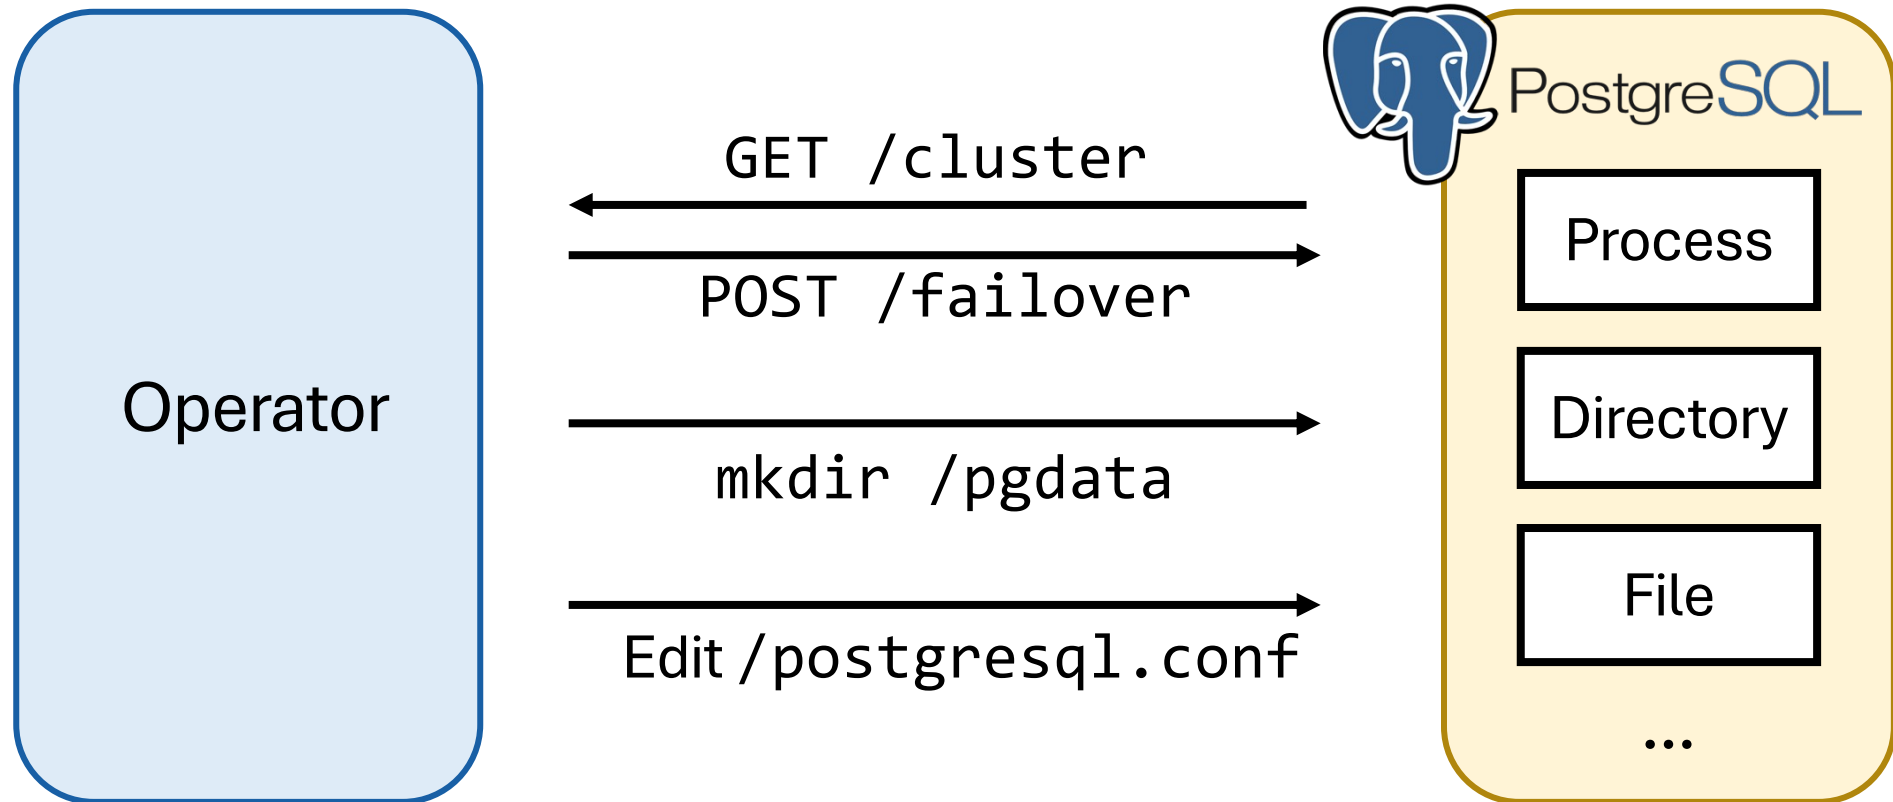 Operator
GET /cluster
POST /failover
mkdir /pgdata
Edit /postgresql.conf
PostgreSQL
Process
Directory
File
...